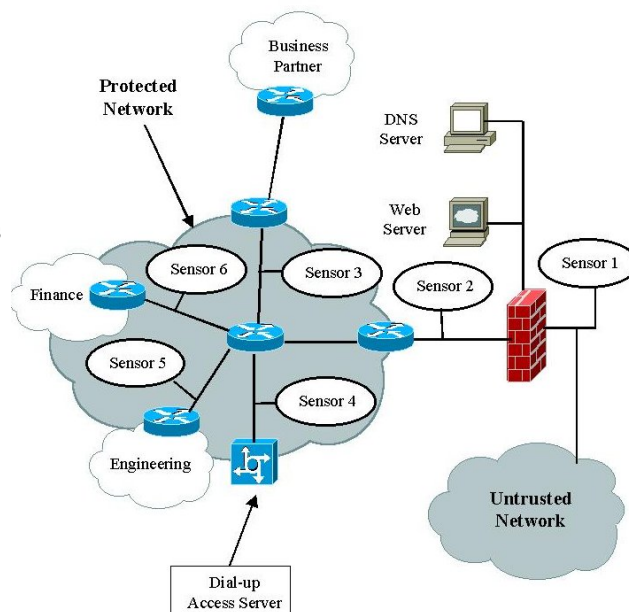 Business
Partner
Protected
Network
DNS
Server
Web
Server
Sensor 1
Sensor 6
Sensor 3
Sensor 2
Finance
Sensor 5
Sensor 4
Engineering
Untrusted
Network
Dial-up
Access Server